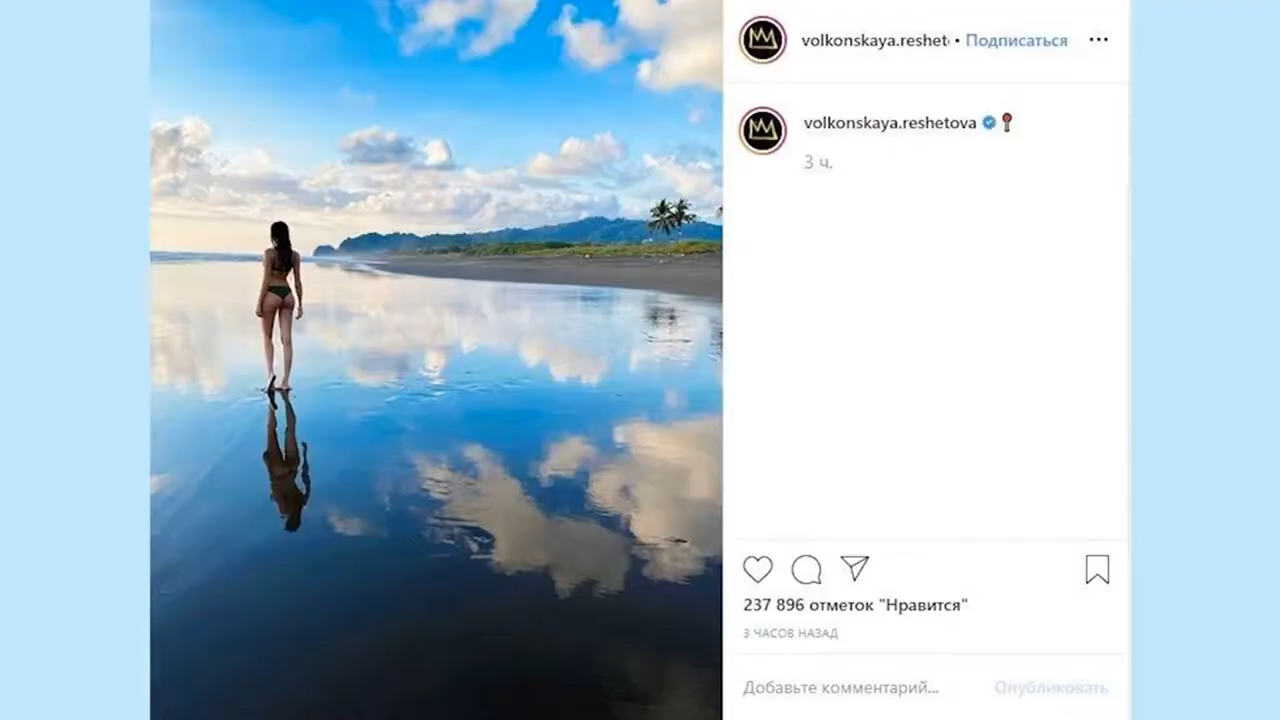 volkonskaya.reshet • Подписаться
volkonskaya.reshetova
3 ч.
237 896 отметок "Нравится"
3 ЧАСОВ НАЗАД
Добавьте комментарий...
Опубликовать